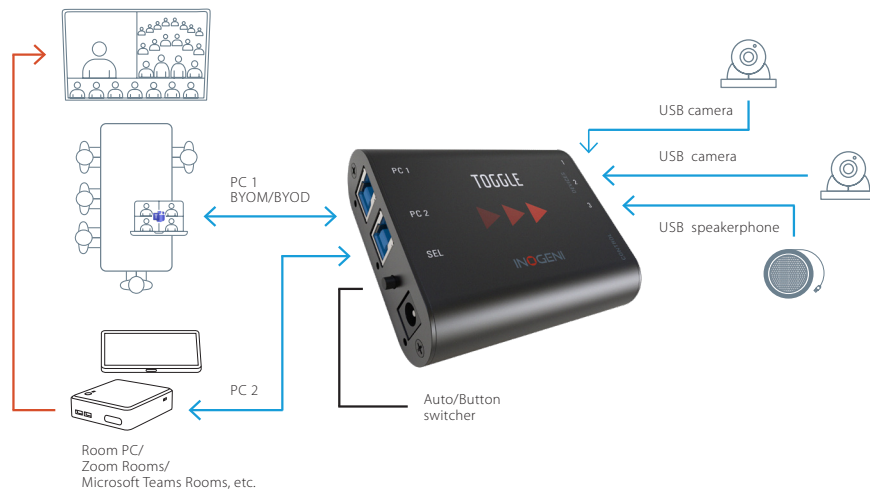 USB camera
USB camera
USB speakerphone
PC 1
BYOM/BYOD
PC 2
Auto/Button
switcher
Room PC/
Zoom Rooms/
Microsoft Teams Rooms, etc.
PC 1
PC 2
SEL
TOGGLE
INOGENI
1
2
3